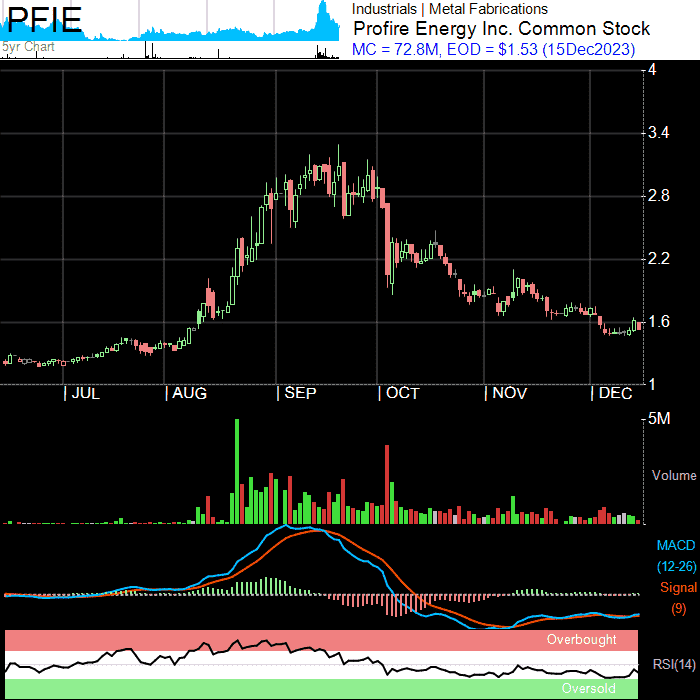 PFIE
5yr Chart
Industrials | Metal Fabrications
Profire Energy Inc. Common Stock
MC = 72.8M, EOD = $1.53 (15Dec2023)
4
3.4
2.8
2.2
1.6
1
| JUL | AUG | SEP | OCT | NOV | DEC
5M
Volume
MACD
(12-26)
Signal
(9)
Overbought
RSI(14)
Oversold